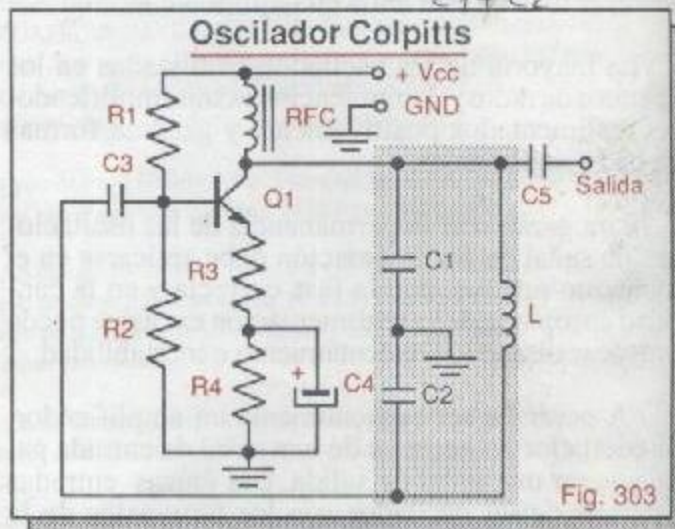 Oscilador Colpitts
+ Vcc
GND
RFC
R1
C3
Q1
C5
Salida
R3
C1
L
R2
R4
+
C4
C2
Fig. 303